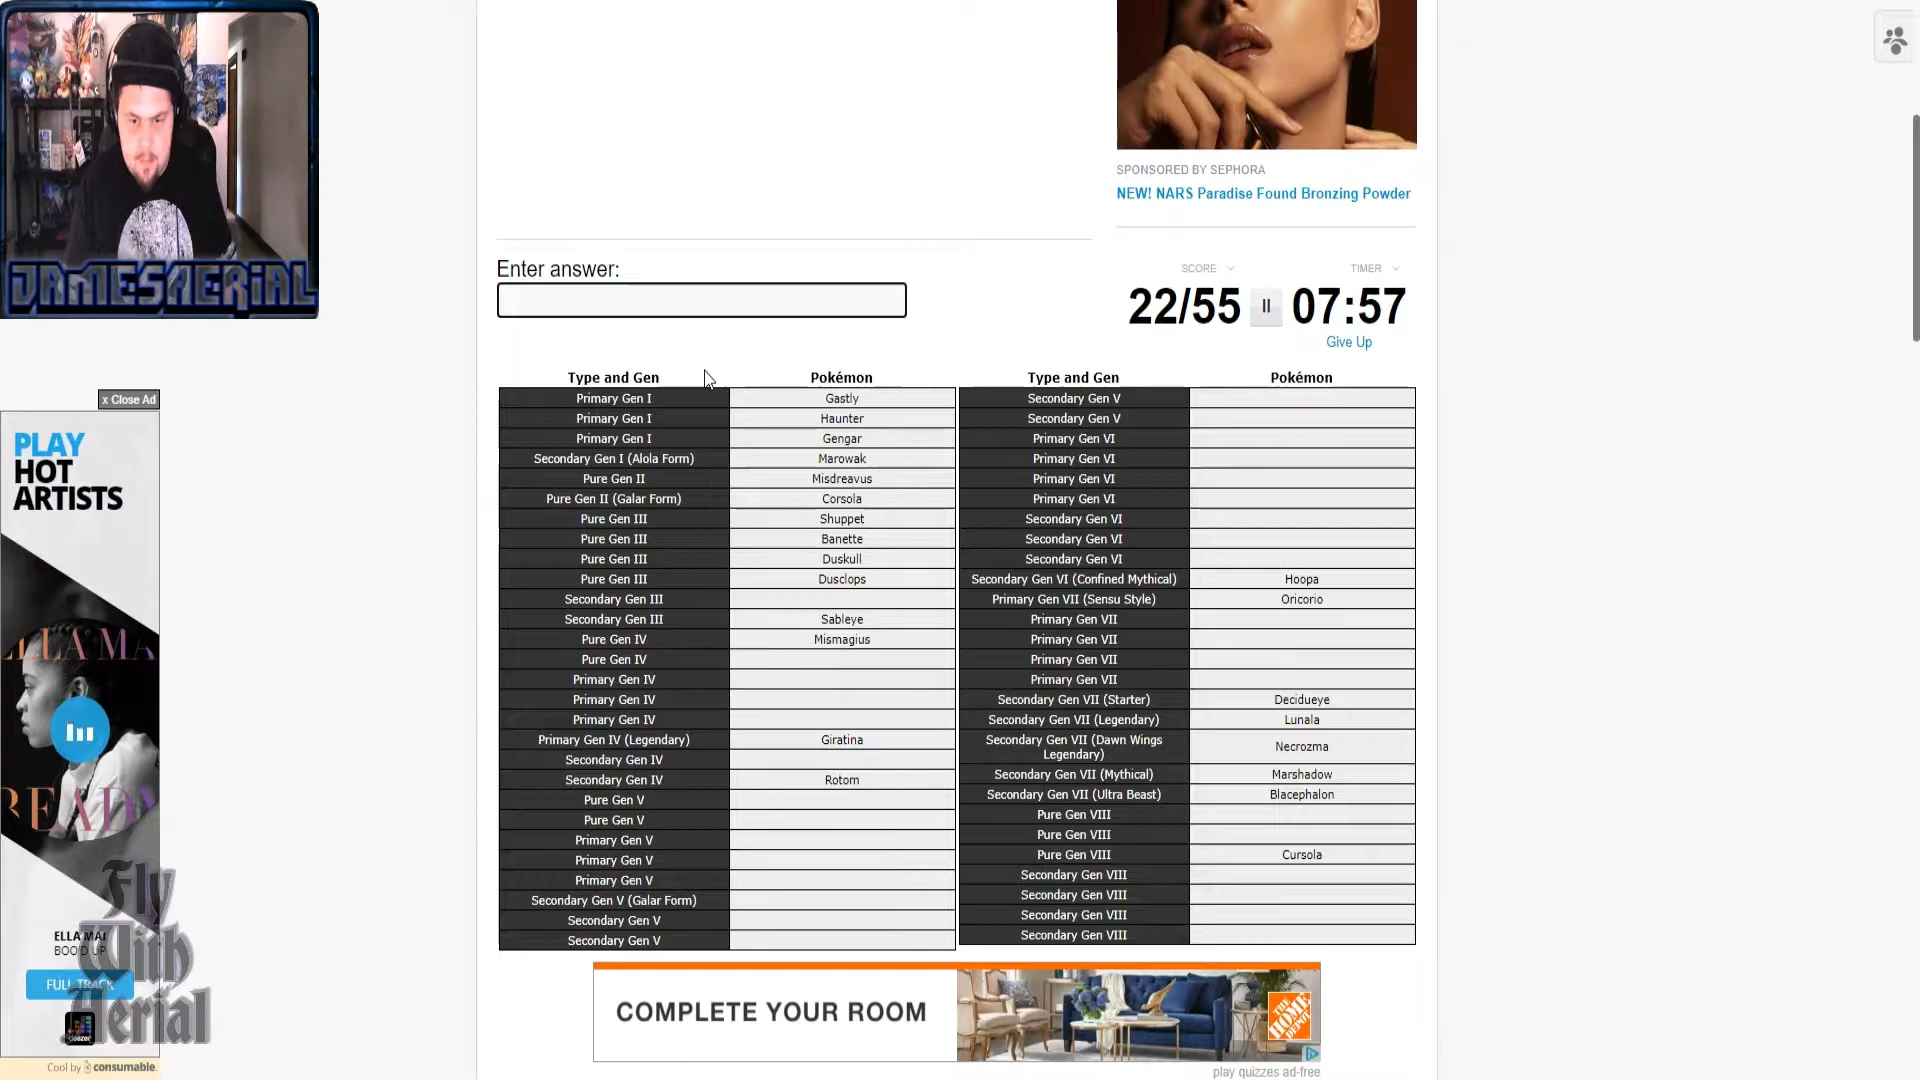 JAMESAERIAL
x Close Ad
PLAY
HOT
ARTISTS
ELLA MAI
READY
ELLA MAI
BOO'D UP
FULL TRACK
deezer
Fly
With
Aerial
Cool by consumable.
SPONSORED BY SEPHORA
NEW! NARS Paradise Found Bronzing Powder
Enter answer:
SCORE
TIMER
22/55
07:57
Give Up
Type and Gen Pokémon
Primary Gen I Gastly
Primary Gen I Haunter
Primary Gen I Gengar
Secondary Gen I (Alola Form) Marowak
Pure Gen II Misdreavus
Pure Gen II (Galar Form) Corsola
Pure Gen III Shuppet
Pure Gen III Banette
Pure Gen III Duskull
Pure Gen III Dusclops
Secondary Gen III
Secondary Gen III Sableye
Pure Gen IV Mismagius
Pure Gen IV
Primary Gen IV
Primary Gen IV
Primary Gen IV
Primary Gen IV (Legendary) Giratina
Secondary Gen IV
Secondary Gen IV Rotom
Pure Gen V
Pure Gen V
Primary Gen V
Primary Gen V
Primary Gen V
Secondary Gen V (Galar Form)
Secondary Gen V
Secondary Gen V
Type and Gen Pokémon
Secondary Gen V
Secondary Gen V
Primary Gen VI
Primary Gen VI
Primary Gen VI
Primary Gen VI
Secondary Gen VI
Secondary Gen VI
Secondary Gen VI
Secondary Gen VI (Confined Mythical) Hoopa
Primary Gen VII (Sensu Style) Oricorio
Primary Gen VII
Primary Gen VII
Primary Gen VII
Primary Gen VII
Secondary Gen VII (Starter) Decidueye
Secondary Gen VII (Legendary) Lunala
Secondary Gen VII (Dawn Wings
Legendary) Necrozma
Secondary Gen VII (Mythical) Marshadow
Secondary Gen VII (Ultra Beast) Blacephalon
Pure Gen VIII
Pure Gen VIII
Pure Gen VIII Cursola
Secondary Gen VIII
Secondary Gen VIII
Secondary Gen VIII
Secondary Gen VIII
COMPLETE YOUR ROOM
THE
HOME
DEPOT
play quizzes ad-free